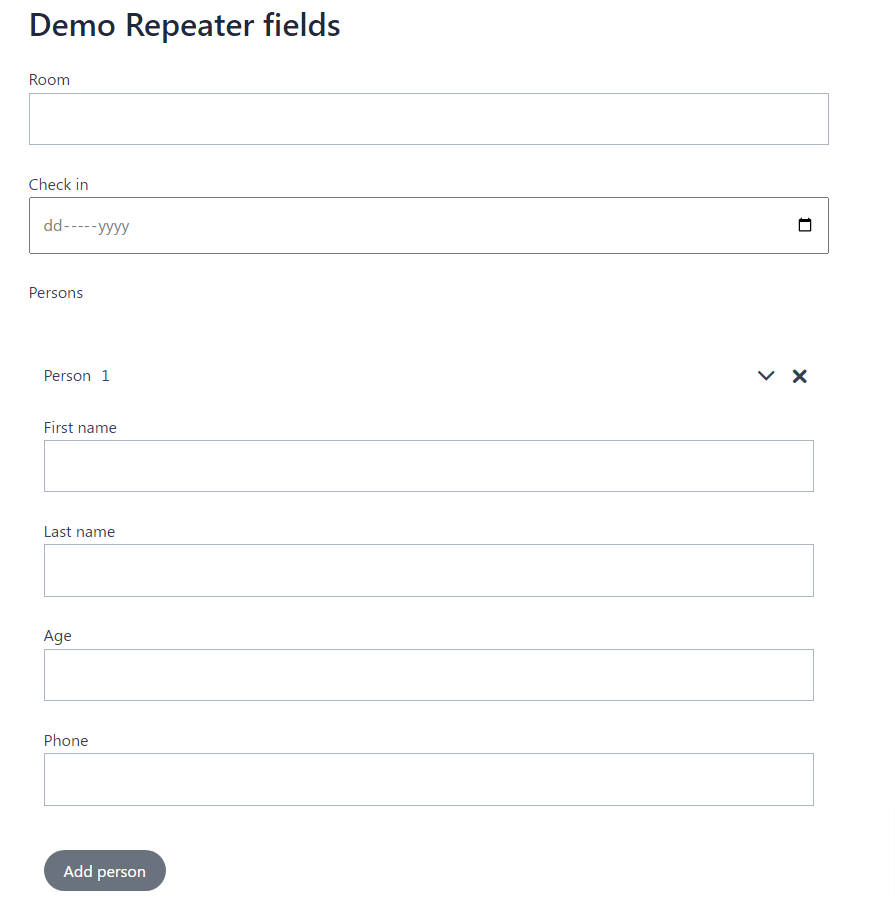 Demo Repeater fields
Room
Check in
dd-----yyyy
Persons
Person 1
First name
Last name
Age
Phone
Add person